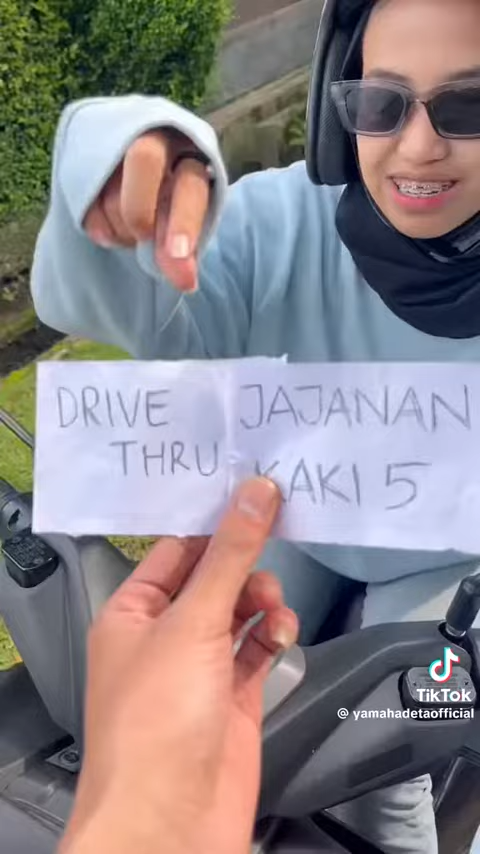 DRIVE
THRU
JAJANAN
KAKI 5
TikTok
@ yamahadetaofficial